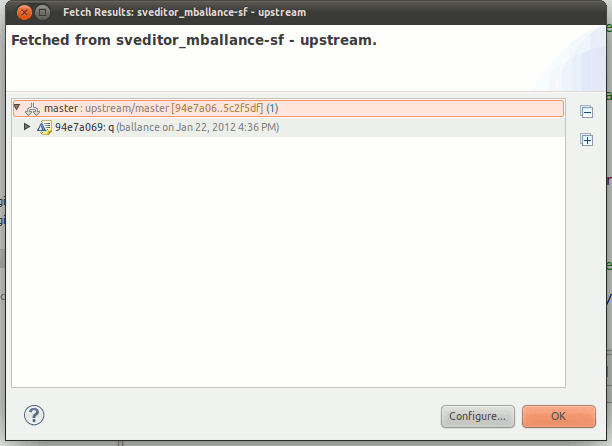 Fetch Results: sveditor_mballance-sf - upstream
Fetched from sveditor_mballance-sf - upstream.
master : upstream/master [94e7a06..5c2f5df] (1)
94e7a069: q (ballance on Jan 22, 2012 4:36 PM)
Configure...
OK